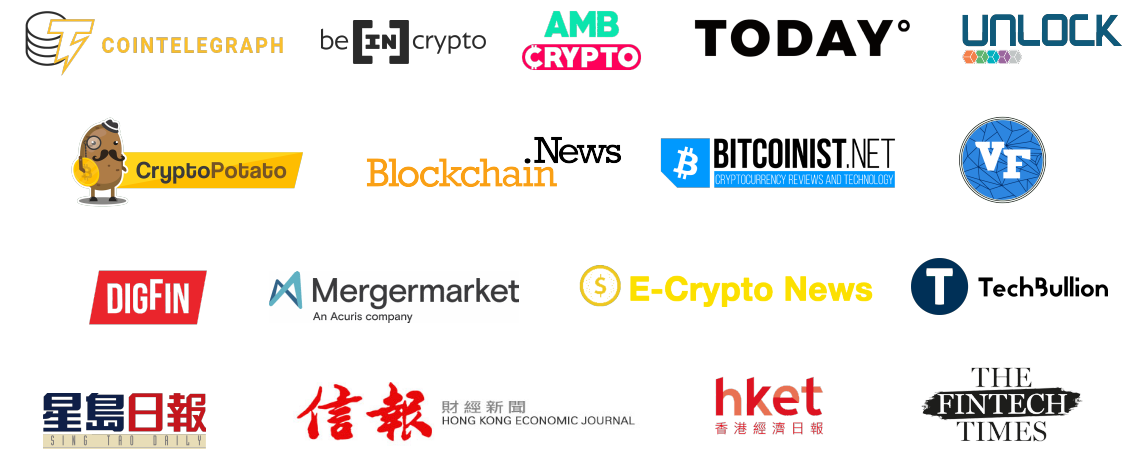 COINTELEGRAPH
be [IN] crypto
AMB
CRYPTO
TODAY°
UNLOCK
CryptoPotato
Blockchain.News
BITCOINIST.NET
CRYPTOCURRENCY REVIEWS AND TECHNOLOGY
VF
DIGFIN
Mergermarket
An Acuris company
$ E-Crypto News
T TechBullion
星島日報
SING TAO DAILY
信報 財經新聞
HONG KONG ECONOMIC JOURNAL
hket
香港經濟日報
THE
FINTECH
TIMES